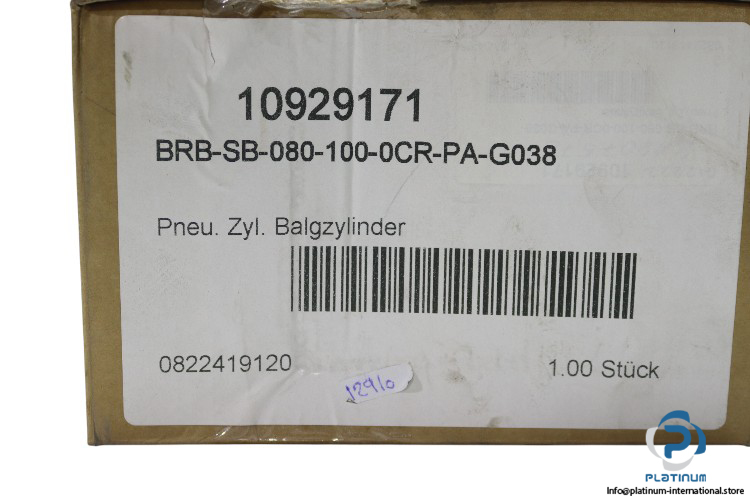 10929171
BRB-SB-080-100-0CR-PA-G038
Pneu. Zyl. Balgzylinder
0822419120
1.00 Stück
12910
PLATINUM
Info@platinum-international.store